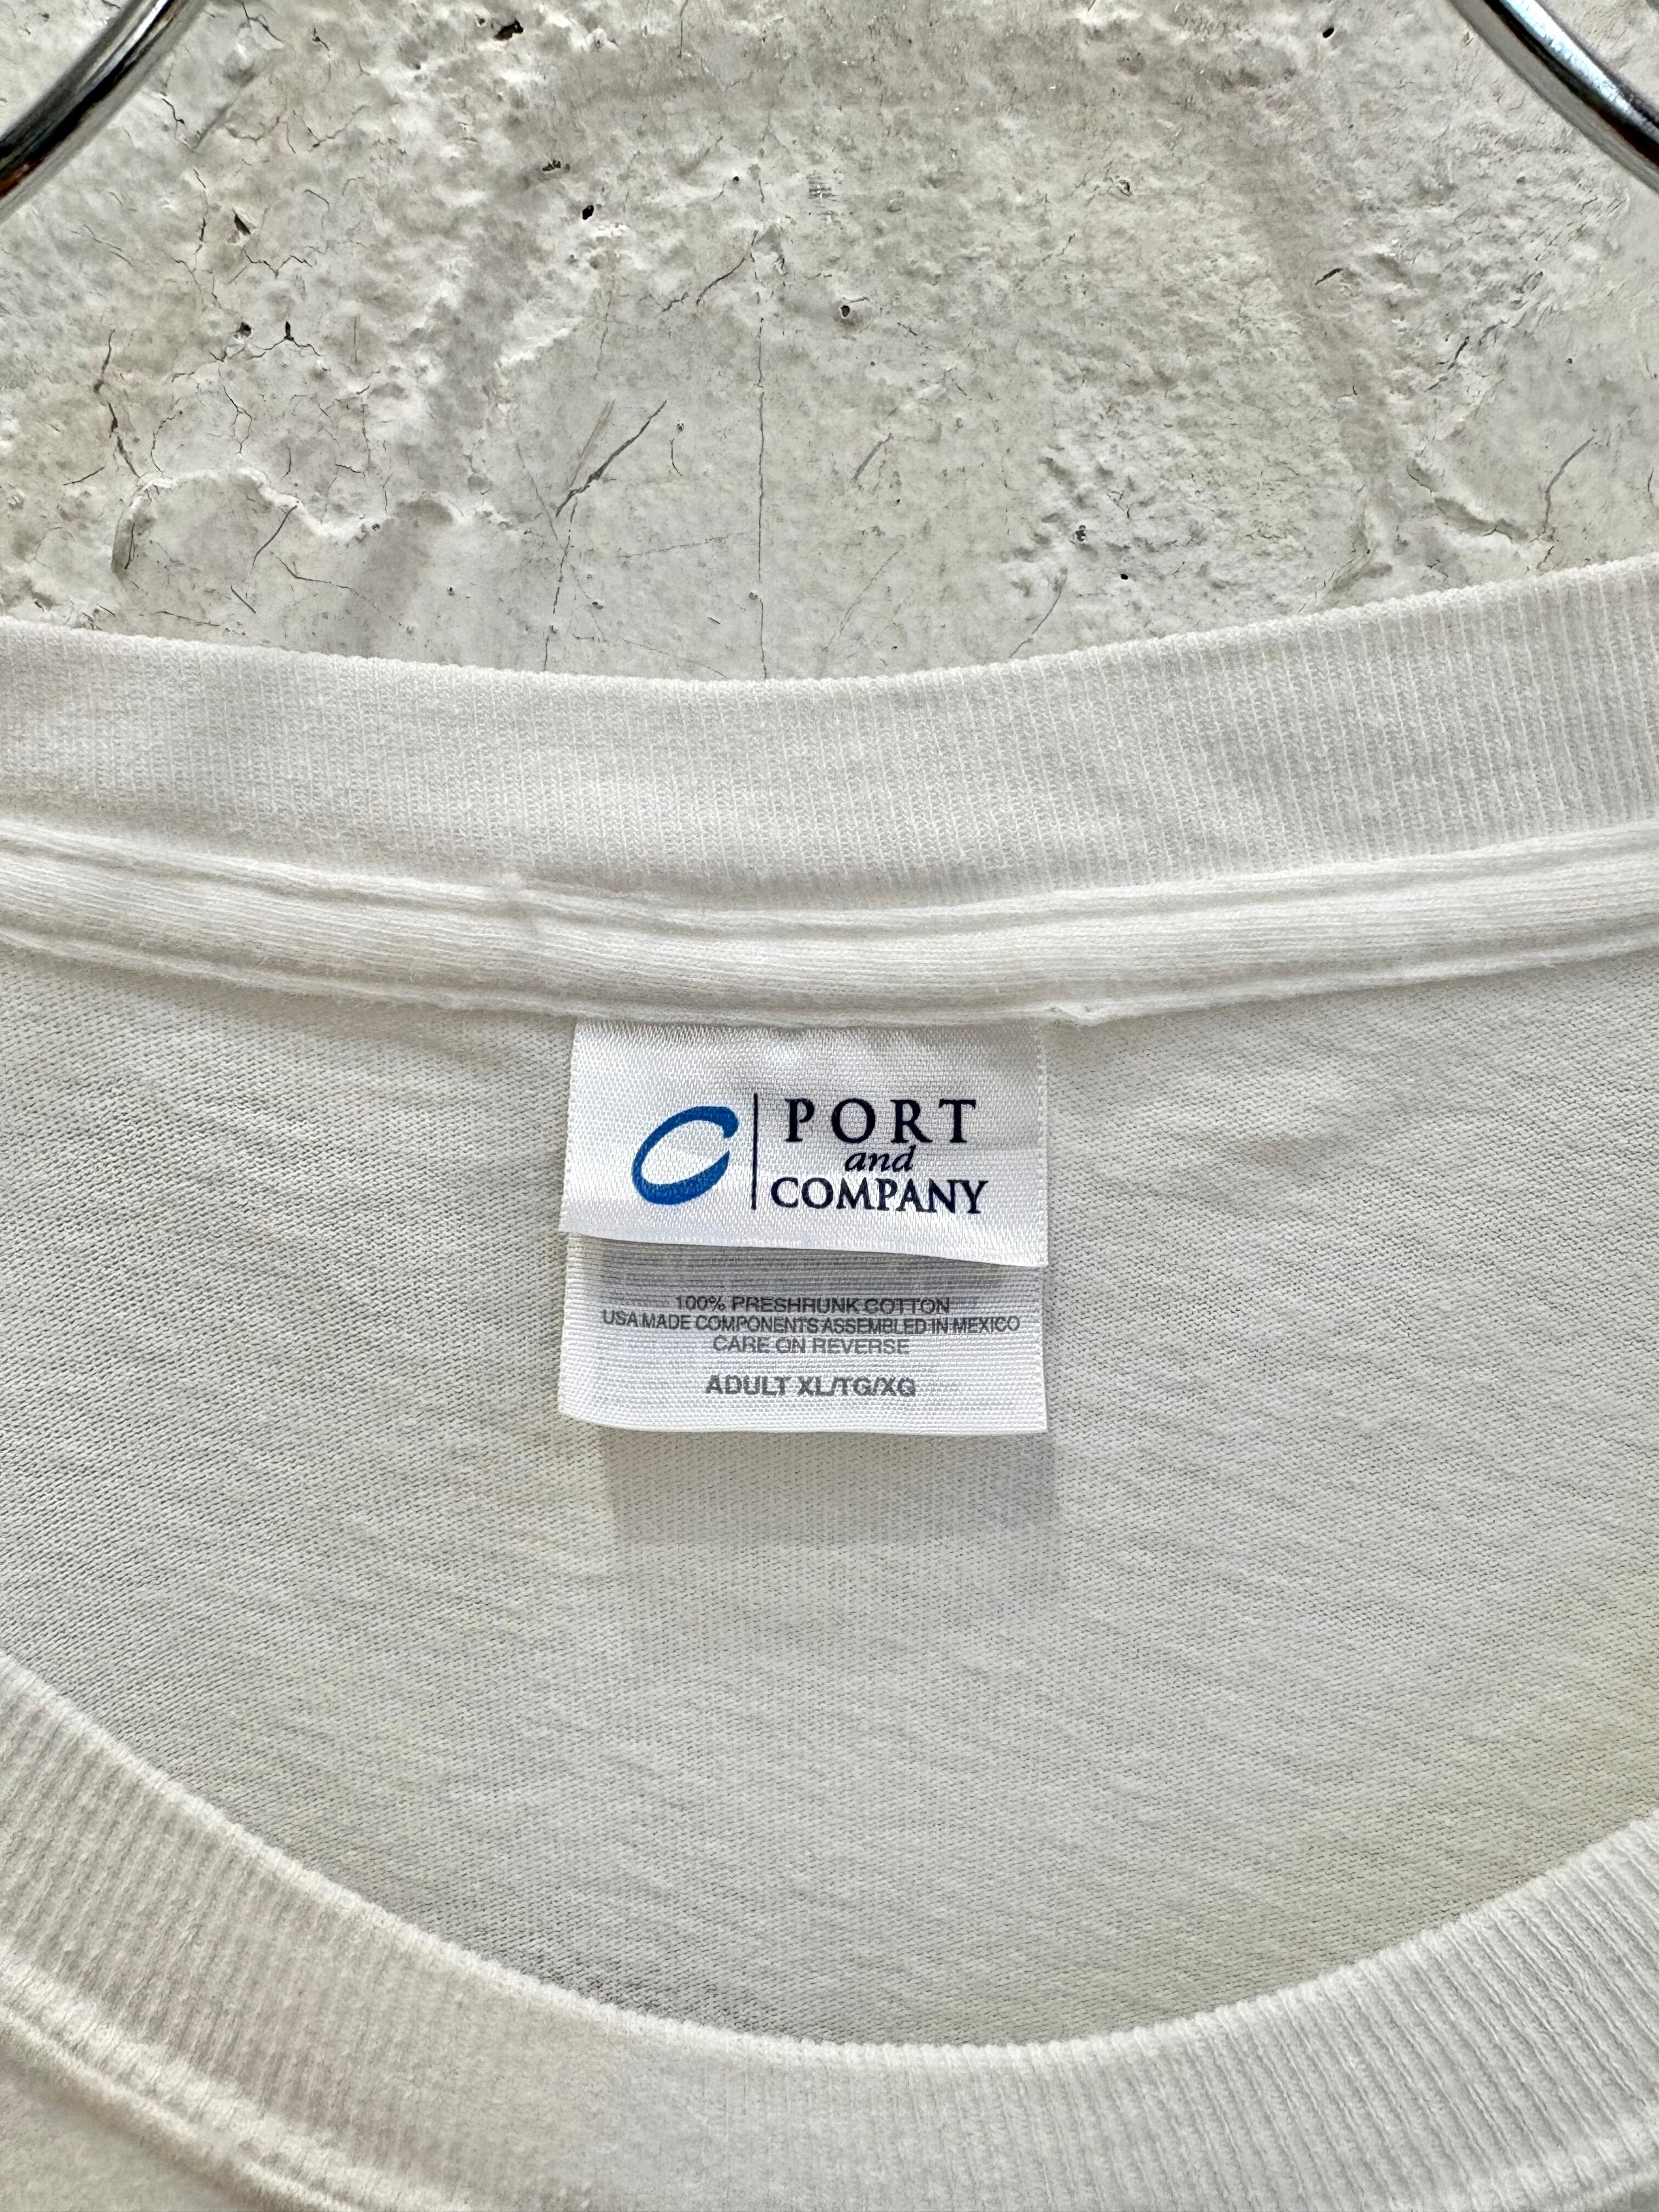 PORT
and
COMPANY
100% PRESHRUNK COTTON
USA MADE COMPONENTS ASSEMBLED IN MEXICO
CARE ON REVERSE
ADULT XL/TG/XG